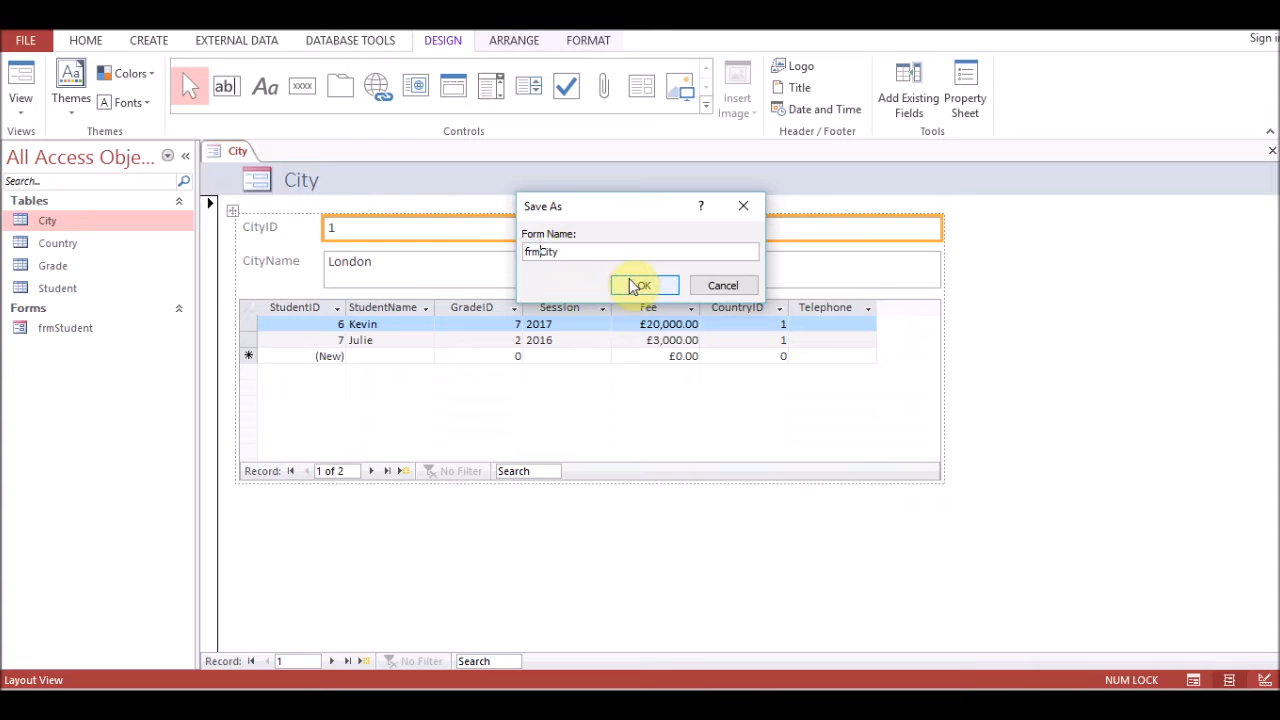 FILE HOME CREATE EXTERNAL DATA DATABASE TOOLS DESIGN ARRANGE FORMAT Sign i
View
Views
Themes
Colors
Fonts
Themes
ab|
Aa
xxxx
Controls
Insert
Image
Logo
Title
Date and Time
Header / Footer
Add Existing
Fields
Property
Sheet
Tools
All Access Obje...
Search...
Tables
City
Country
Grade
Student
Forms
frmStudent
City
City
CityID 1
CityName London
Save As ?
Form Name:
frmCity
OK Cancel
StudentID StudentName GradeID Session Fee CountryID Telephone
6 Kevin 7 2017 £20,000.00 1
7 Julie 2 2016 £3,000.00 1
(New) 0 £0.00 0
Record: 1 of 2 No Filter Search
Record: 1 No Filter Search
Layout View NUM LOCK